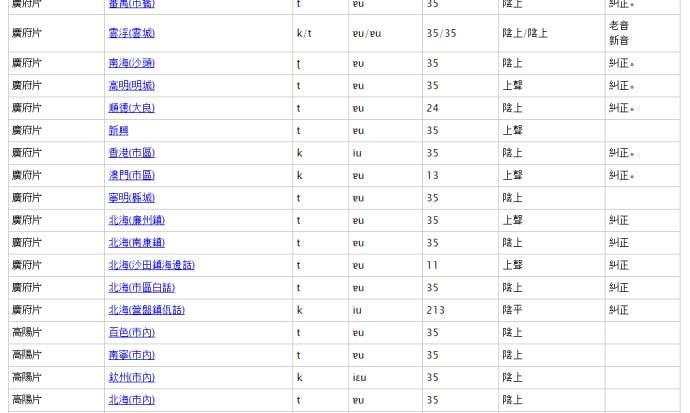 廣府片 番禺(市橋) t ɐu 35 陰上 糾正。
廣府片 雲浮(雲城) k/t ɐu/ɐu 35/35 陰上/陰上 老音
新音
廣府片 南海(沙頭) ʈ ɐu 35 陰上 糾正。
廣府片 高明(明城) t ɐu 35 上聲 糾正。
廣府片 順德(大良) t ɐu 24 陰上 糾正。
廣府片 新興 t ɐu 35 上聲
廣府片 香港(市區) k iu 35 陰上 糾正。
廣府片 澳門(市區) k ɐu 13 上聲 糾正。
廣府片 寧明(縣城) t ɐu 35 陰上
廣府片 北海(廉州鎮) t ɐu 35 上聲 糾正
廣府片 北海(南康鎮) t ɐu 35 陰上 糾正
廣府片 北海(沙田鎮海邊話) t ɐu 11 上聲 糾正
廣府片 北海(市區白話) t ɐu 35 陰上 糾正
廣府片 北海(營盤鎮佤話) k iu 213 陰平 糾正
高陽片 百色(市內) t ɐu 35 陰上
高陽片 南寧(市內) t ɐu 35 陰上
高陽片 欽州(市內) k iɛu 35 陰上
高陽片 北海(市內) t ɐu 35 陰上